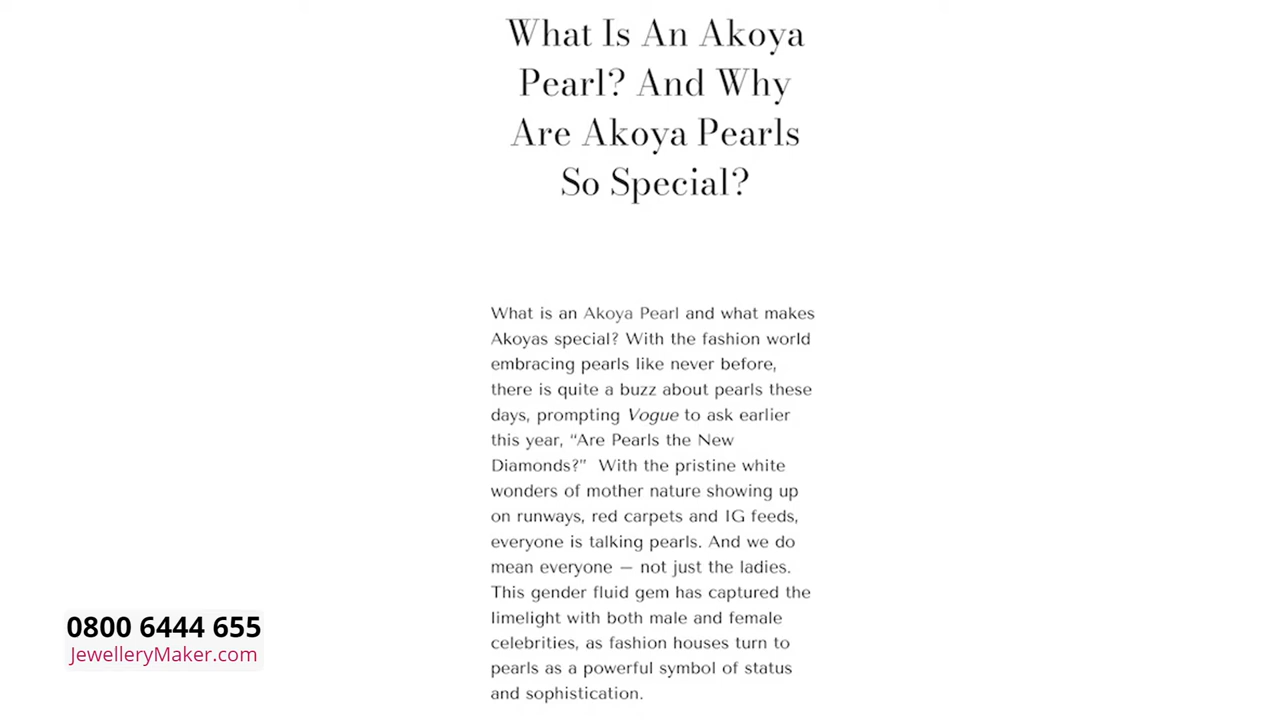 What Is An Akoya
Pearl? And Why
Are Akoya Pearls
So Special?
What is an Akoya Pearl and what makes
Akoyas special? With the fashion world
embracing pearls like never before,
there is quite a buzz about pearls these
days, prompting Vogue to ask earlier
this year, “Are Pearls the New
Diamonds?”  With the pristine white
wonders of mother nature showing up
on runways, red carpets and IG feeds,
everyone is talking pearls. And we do
mean everyone – not just the ladies.
This gender fluid gem has captured the
limelight with both male and female
celebrities, as fashion houses turn to
pearls as a powerful symbol of status
and sophistication.
0800 6444 655
JewelleryMaker.com